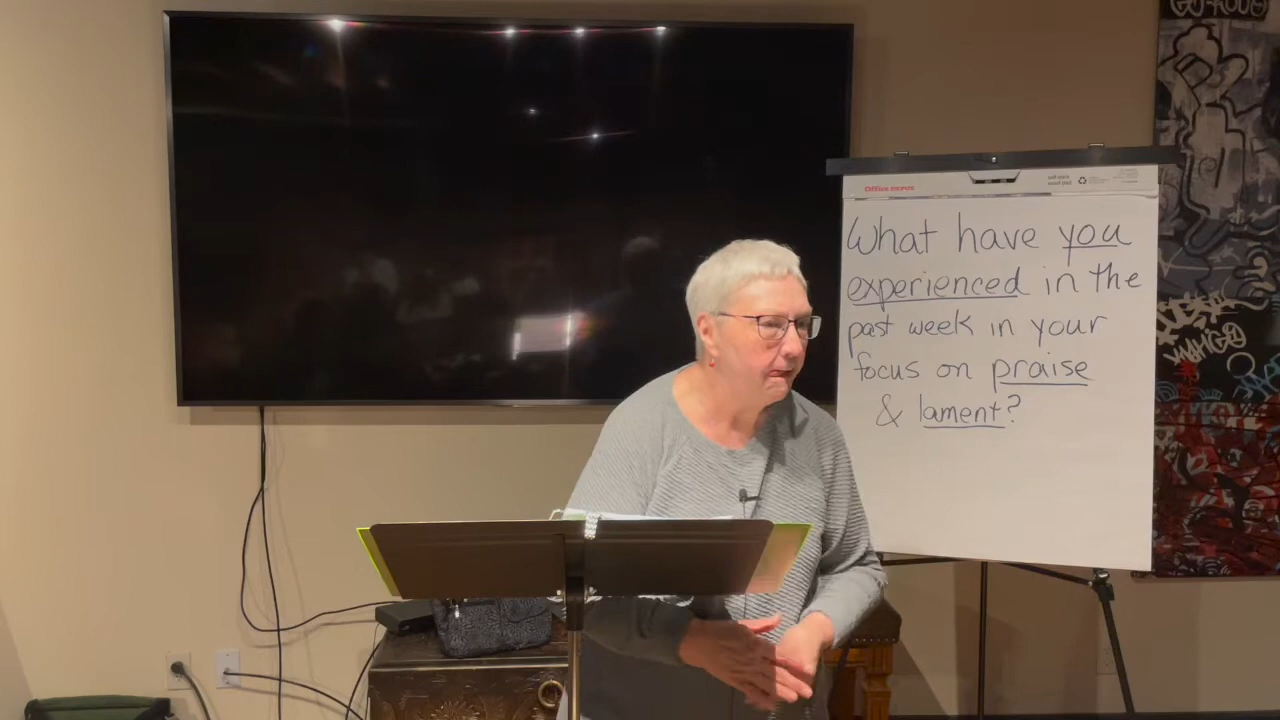 Office DEPOT
What have you
experienced in the
past week in your
focus on praise
& lament?